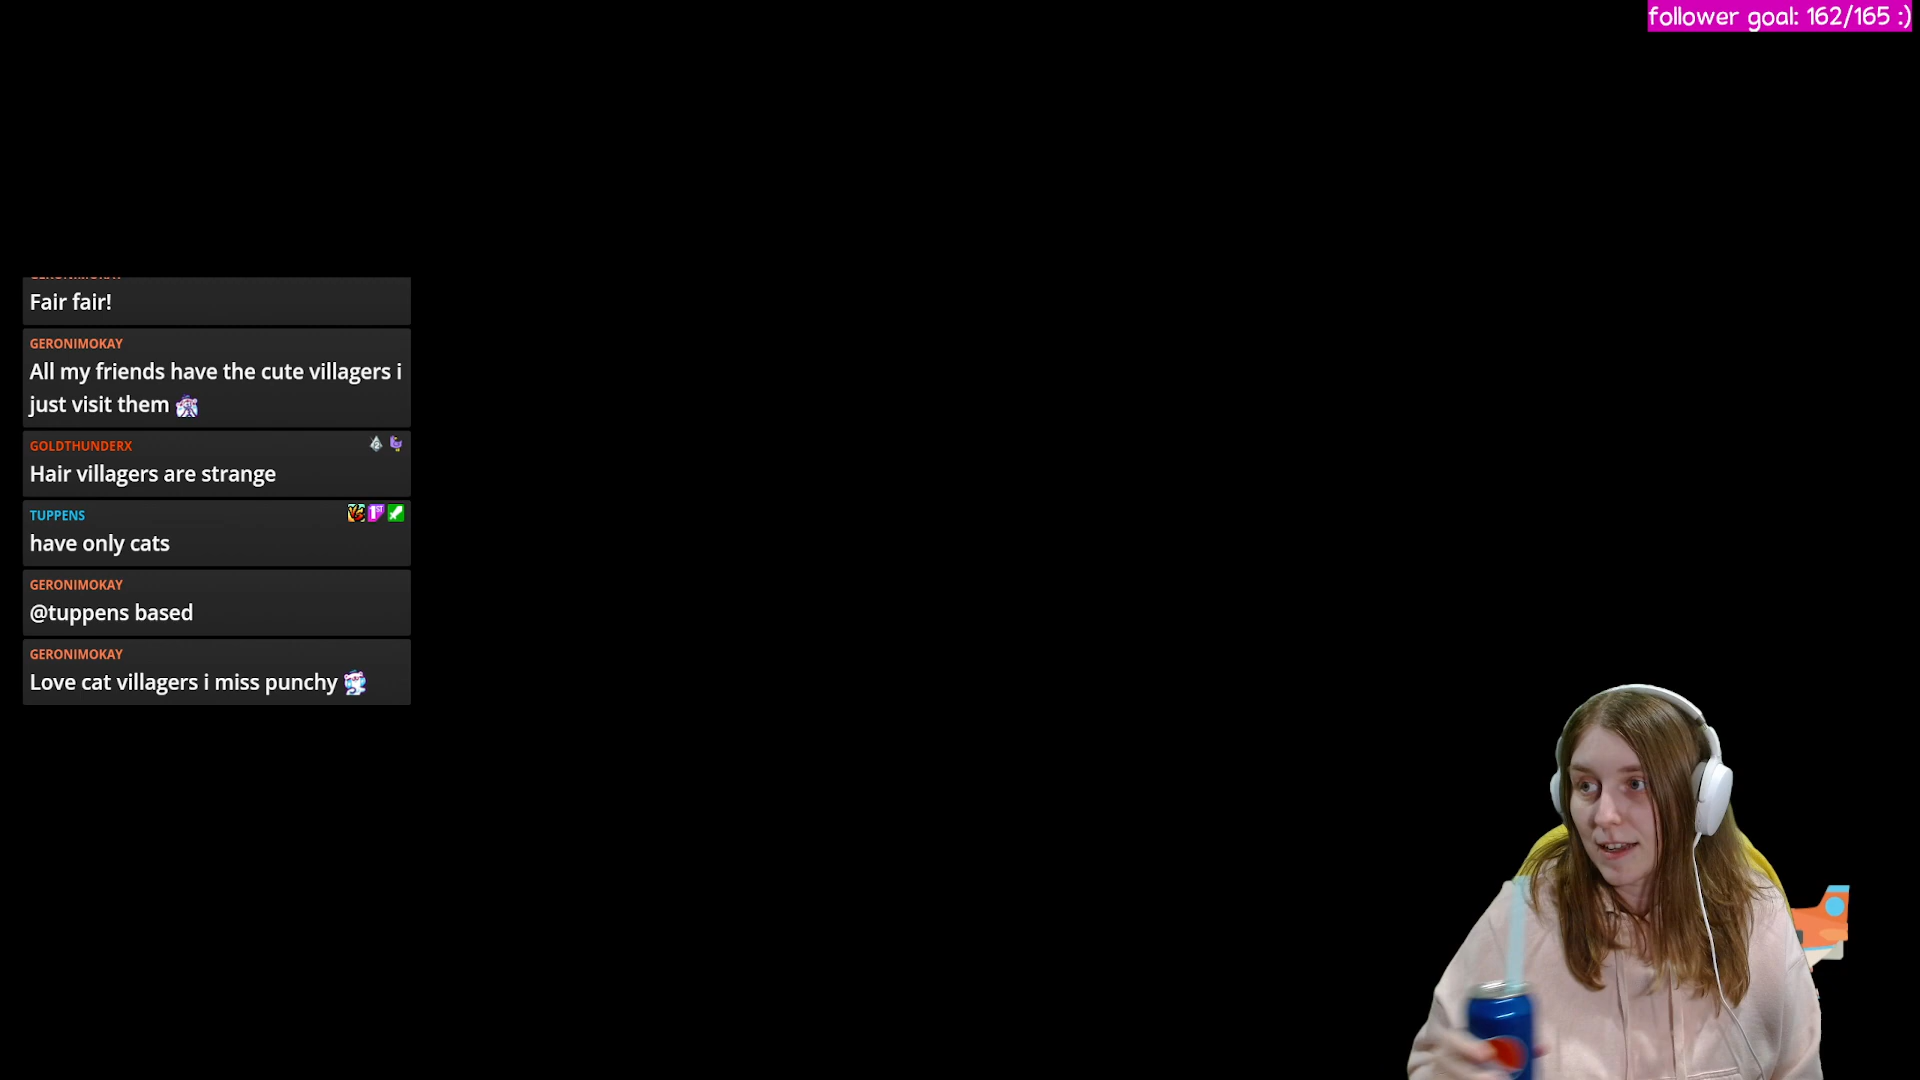 follower goal: 162/165 :)
GERONIMOKAY
Fair fair!
GERONIMOKAY
All my friends have the cute villagers i
just visit them
GOLDTHUNDERX
Hair villagers are strange
TUPPENS
have only cats
GERONIMOKAY
@tuppens based
GERONIMOKAY
Love cat villagers i miss punchy